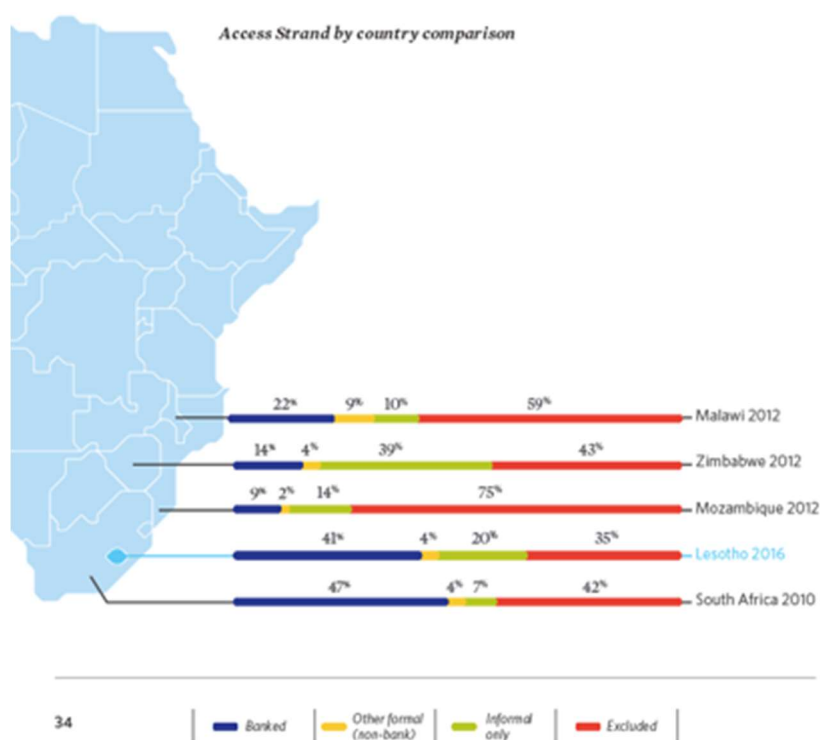 Access Strand by country comparison
22% 9% 10% 59% Malawi 2012
14% 4% 39% 43% Zimbabwe 2012
9% 2% 14% 75% Mozambique 2012
41% 4% 20% 35% Lesotho 2016
47% 4% 7% 42% South Africa 2010
34
Banked
Other formal
(non-bank)
Informal
only
Excluded